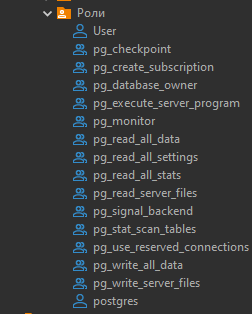 Роли
User
pg_checkpoint
pg_create_subscription
pg_database_owner
pg_execute_server_program
pg_monitor
pg_read_all_data
pg_read_all_settings
pg_read_all_stats
pg_read_server_files
pg_signal_backend
pg_stat_scan_tables
pg_use_reserved_connections
pg_write_all_data
pg_write_server_files
postgres